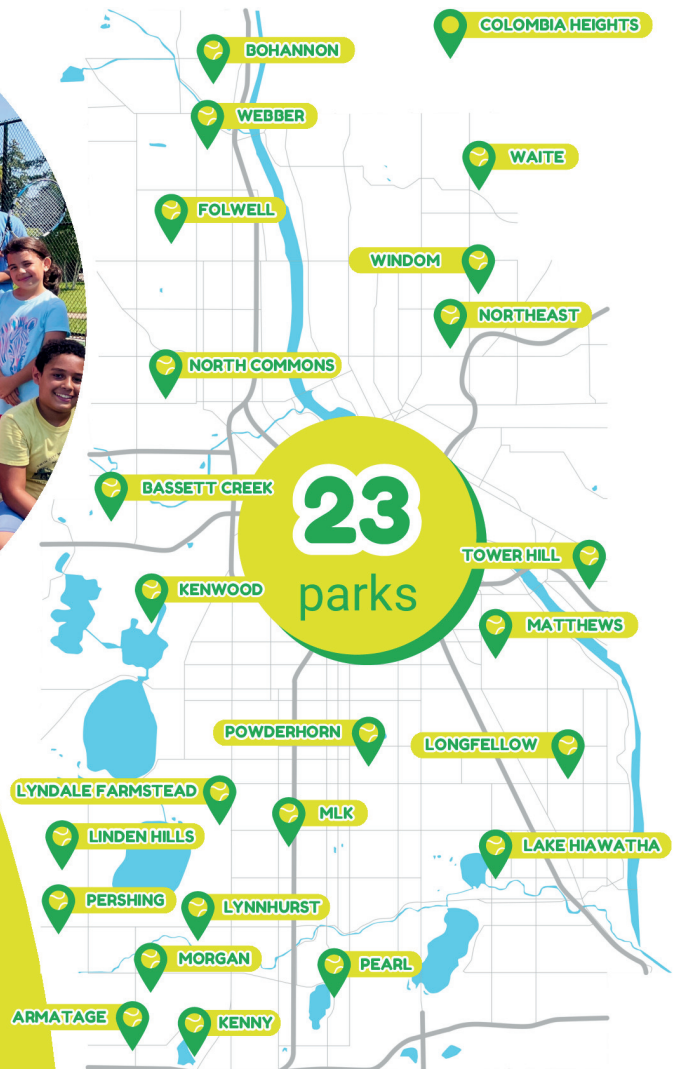 COLOMBIA HEIGHTS
BOHANNON
WEBBER
WAITE
FOLWELL
WINDOM
NORTHEAST
NORTH COMMONS
BASSETT CREEK
23
parks
TOWER HILL
KENWOOD
MATTHEWS
POWDERHORN
LONGFELLOW
LYNDALE FARMSTEAD
MLK
LINDEN HILLS
LAKE HIAWATHA
PERSHING
LYNNHURST
MORGAN
PEARL
ARMATAGE
KENNY